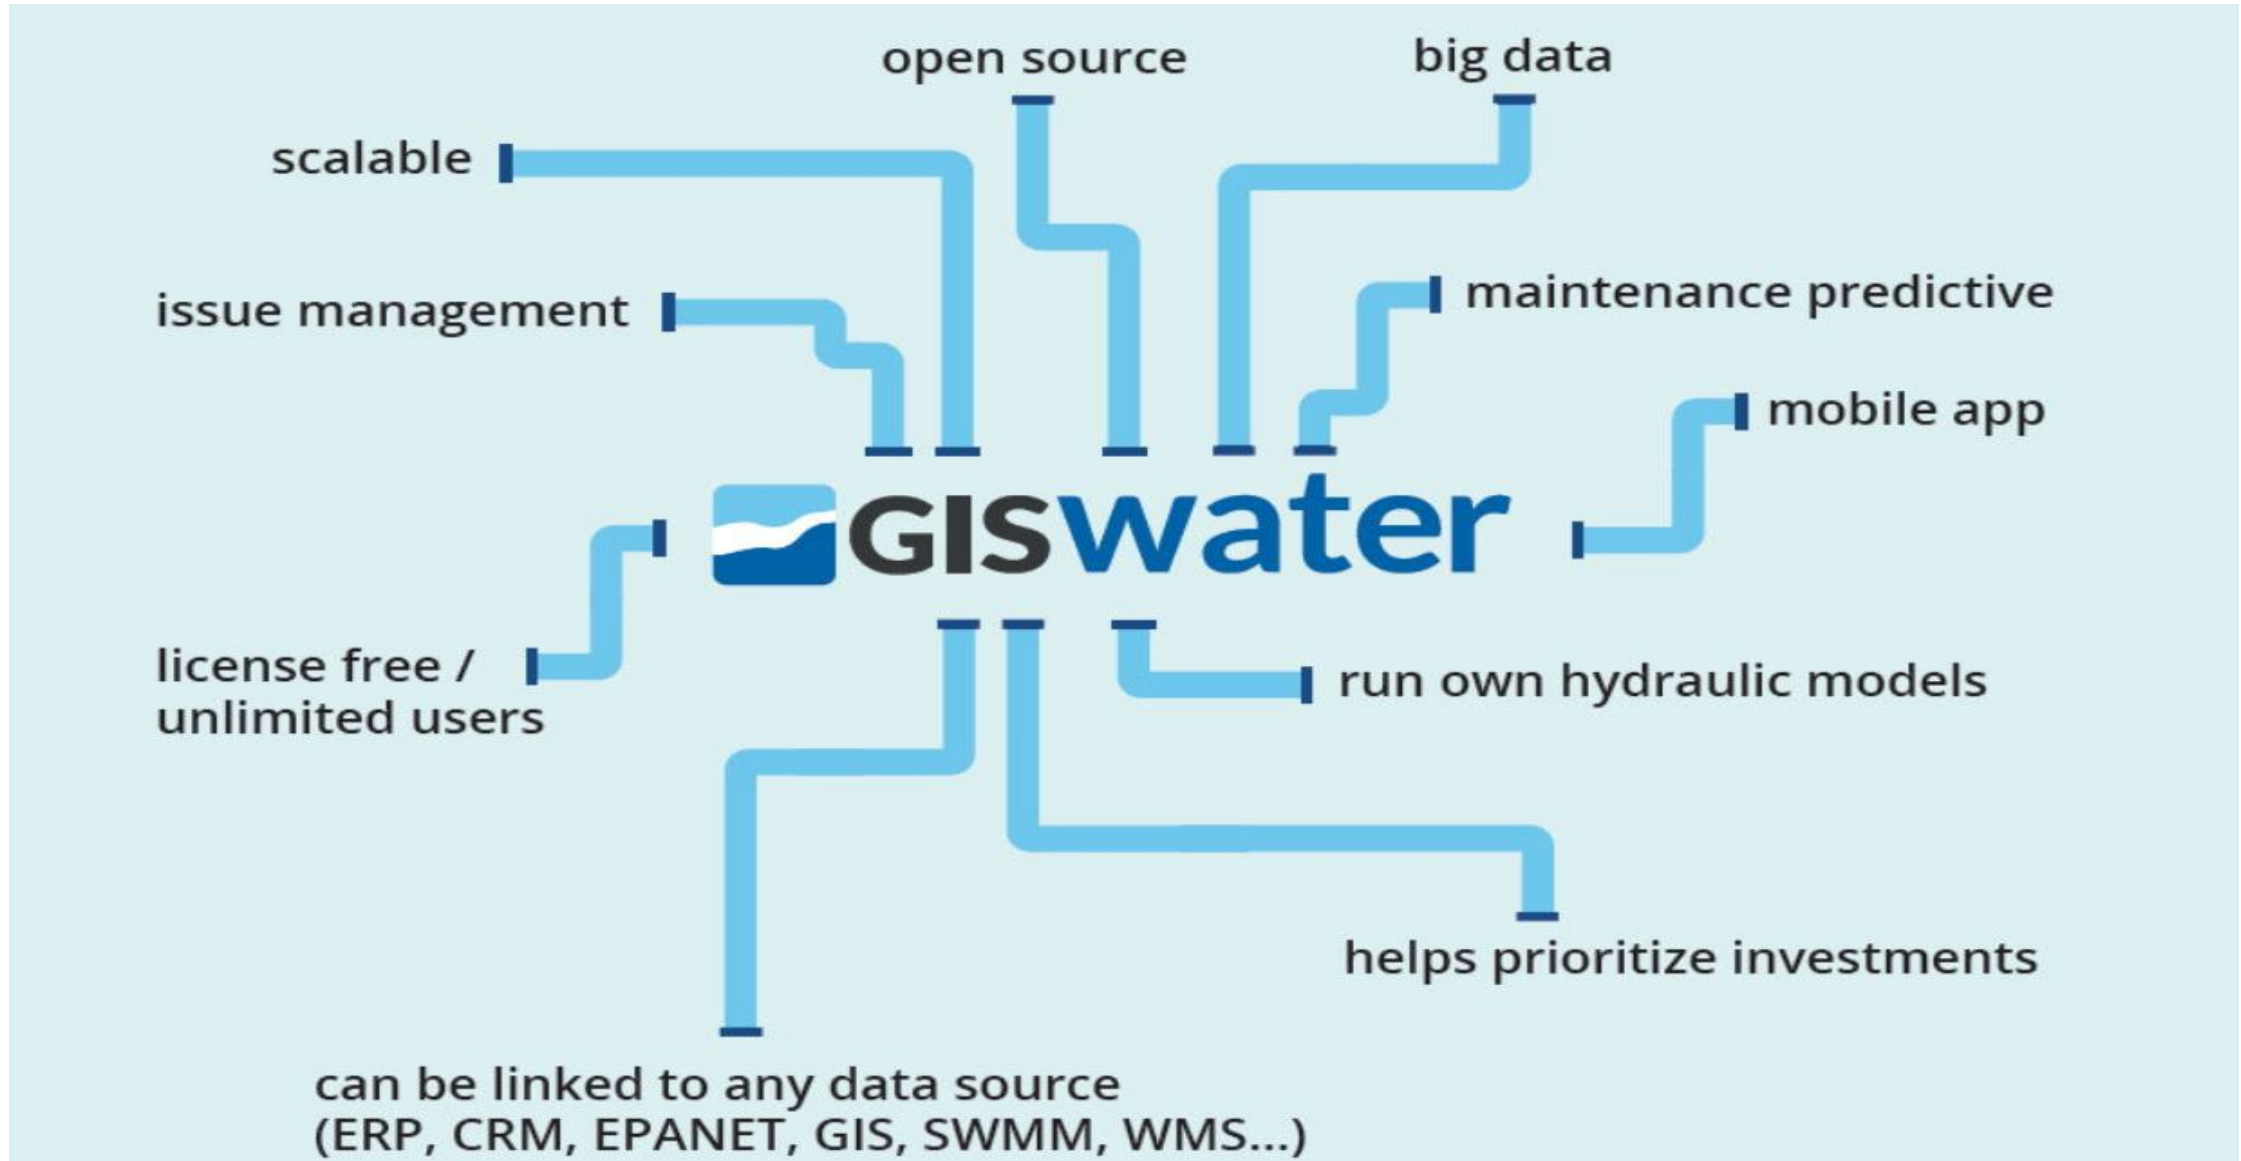 open source
big data
scalable
issue management
maintenance predictive
mobile app
GISwater
license free /
unlimited users
run own hydraulic models
helps prioritize investments
can be linked to any data source
(ERP, CRM, EPANET, GIS, SWMM, WMS...)